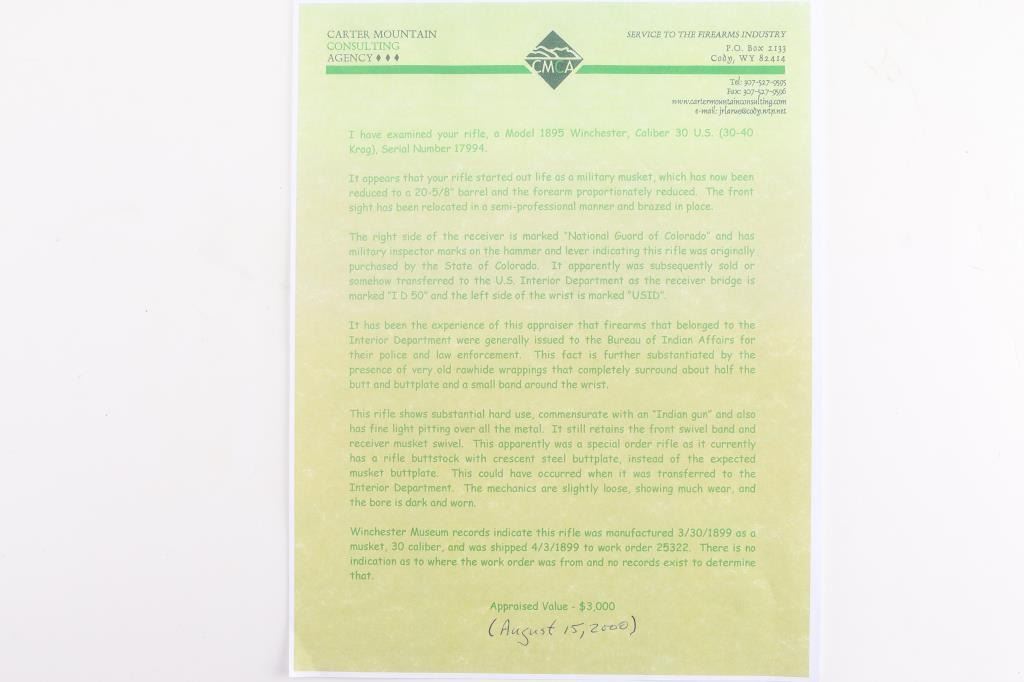 CARTER MOUNTAIN
CONSULTING
AGENCY ♦ ♦ ♦
CMCA
SERVICE TO THE FIREARMS INDUSTRY
P.O. Box 2133
Cody, WY 82414
Tel: 307-527-9595
Fax: 307-527-9596
www.cartermountainconsulting.com
e-mail: jrlarue@cody.wtp.net
I have examined your rifle, a Model 1895 Winchester, Caliber 30 U.S. (30-40
Krag), Serial Number 17994.
It appears that your rifle started out life as a military musket, which has now been
reduced to a 20-5/8" barrel and the forearm proportionately reduced. The front
sight has been relocated in a semi-professional manner and brazed in place.
The right side of the receiver is marked "National Guard of Colorado" and has
military inspector marks on the hammer and lever indicating this rifle was originally
purchased by the State of Colorado. It apparently was subsequently sold or
somehow transferred to the U.S. Interior Department as the receiver bridge is
marked "I D 50" and the left side of the wrist is marked "USID".
It has been the experience of this appraiser that firearms that belonged to the
Interior Department were generally issued to the Bureau of Indian Affairs for
their police and law enforcement. This fact is further substantiated by the
presence of very old rawhide wrappings that completely surround about half the
butt and buttplate and a small band around the wrist.
This rifle shows substantial hard use, commensurate with an "Indian gun" and also
has fine light pitting over all the metal. It still retains the front swivel band and
receiver musket swivel. This apparently was a special order rifle as it currently
has a rifle buttstock with crescent steel buttplate, instead of the expected
musket buttplate. This could have occurred when it was transferred to the
Interior Department. The mechanics are slightly loose, showing much wear, and
the bore is dark and worn.
Winchester Museum records indicate this rifle was manufactured 3/30/1899 as a
musket, 30 caliber, and was shipped 4/3/1899 to work order 25322. There is no
indication as to where the work order was from and no records exist to determine
that.
Appraised Value - $3,000
(August 15, 2000)